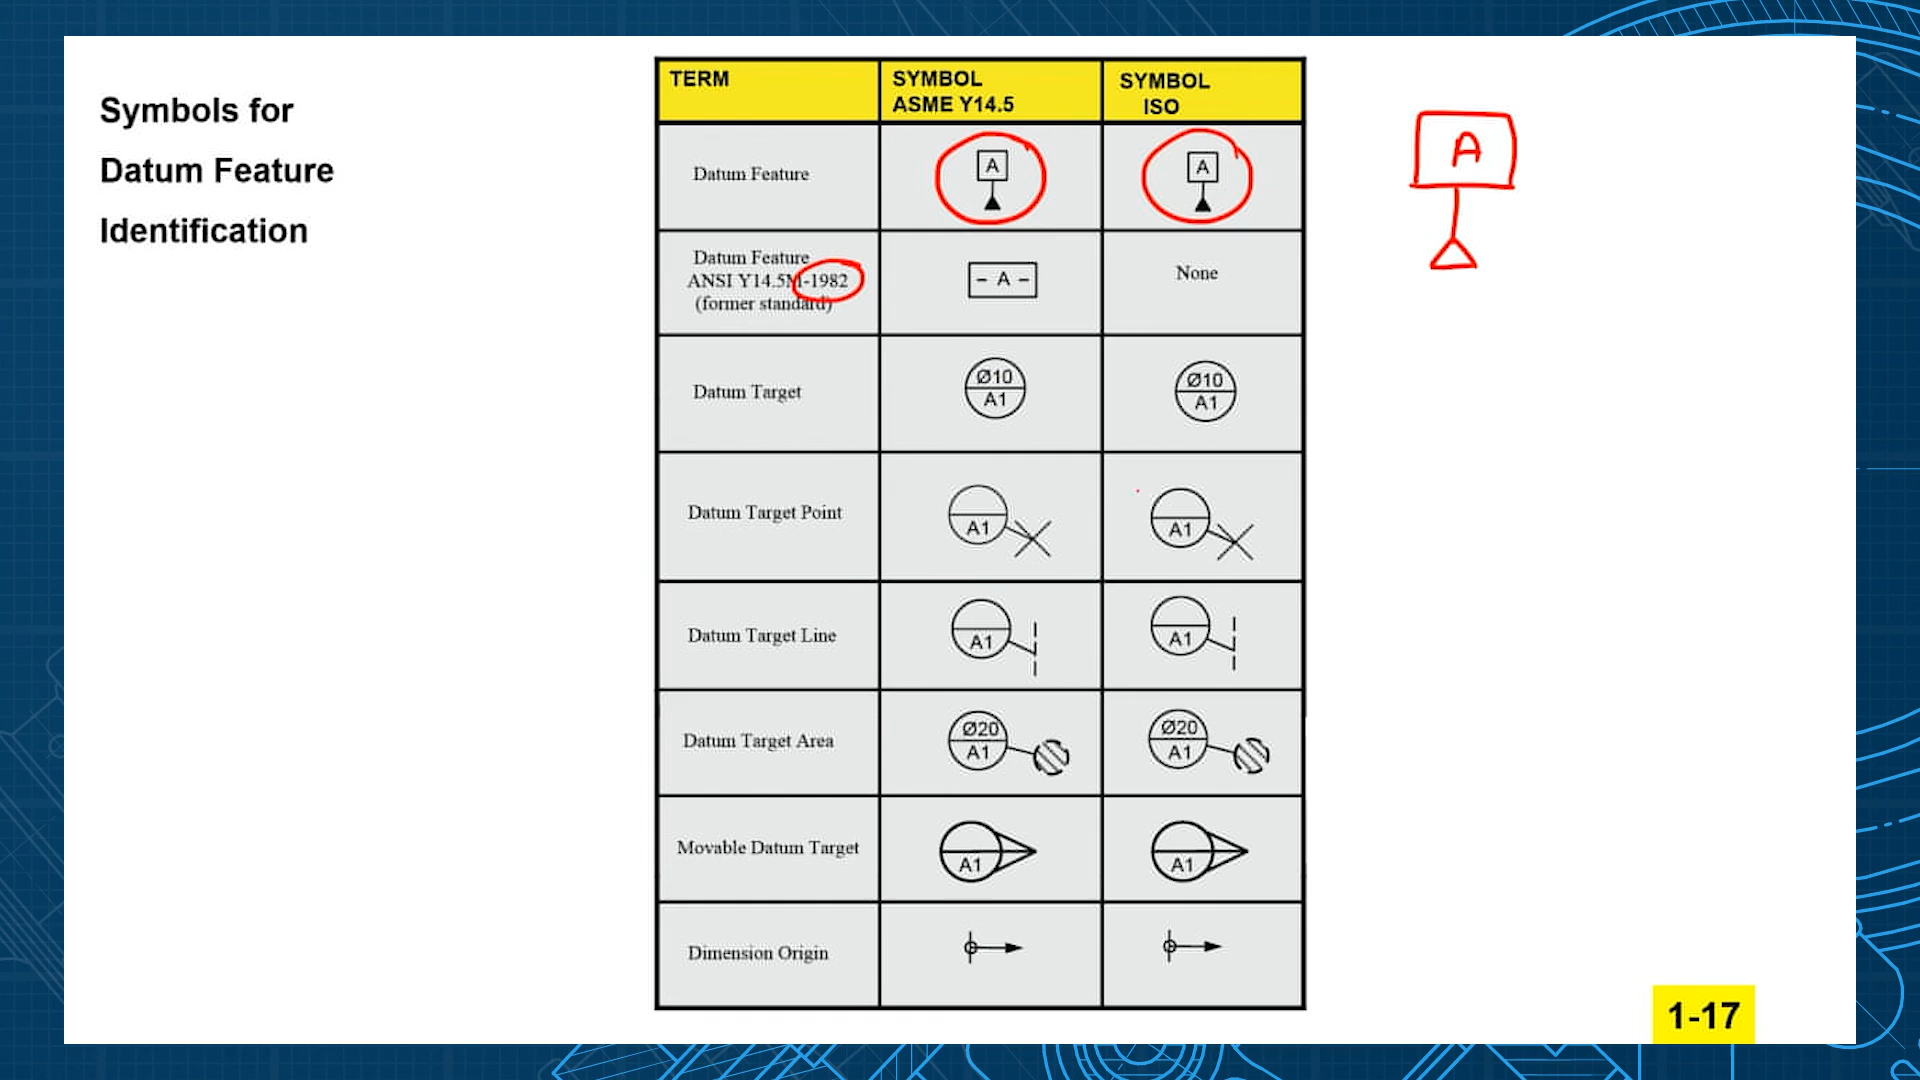 Symbols for
Datum Feature
Identification
TERM
SYMBOL
ASME Y14.5
SYMBOL
ISO
Datum Feature
A
A
A
Datum Feature
ANSI Y14.5M-1982
(former standard)
- A -
None
Datum Target
Ø10
A1
Ø10
A1
Datum Target Point
A1
A1
Datum Target Line
A1
A1
Datum Target Area
Ø20
A1
Ø20
A1
Movable Datum Target
A1
A1
Dimension Origin
1-17